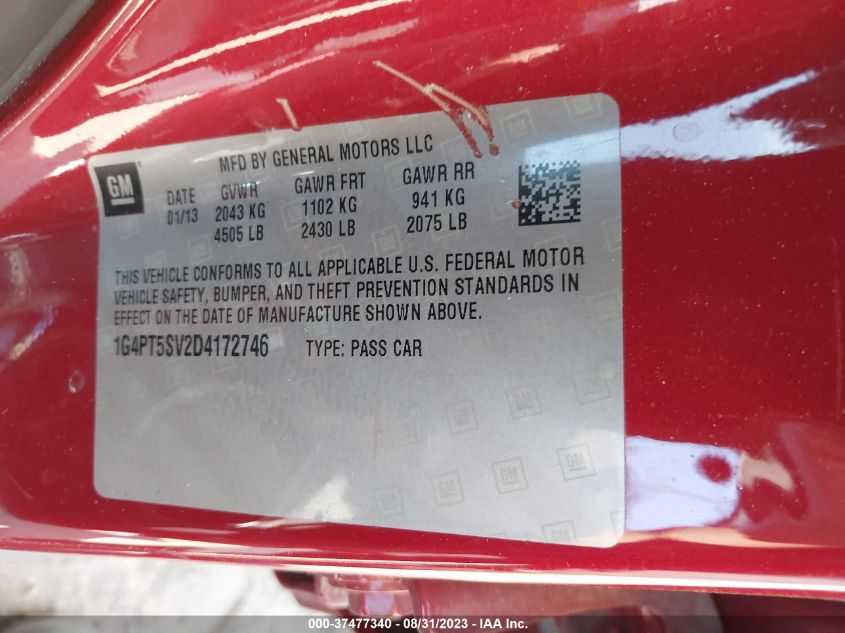 MFD BY GENERAL MOTORS LLC
GM
DATE GVWR GAWR FRT GAWR RR
01/13 2043 KG 1102 KG 941 KG
4505 LB 2430 LB 2075 LB
THIS VEHICLE CONFORMS TO ALL APPLICABLE U.S. FEDERAL MOTOR
VEHICLE SAFETY, BUMPER, AND THEFT PREVENTION STANDARDS IN
EFFECT ON THE DATE OF MANUFACTURE SHOWN ABOVE.
1G4PT5SV2D4172746 TYPE: PASS CAR
000-37477340 - 08/31/2023 - IAA Inc.